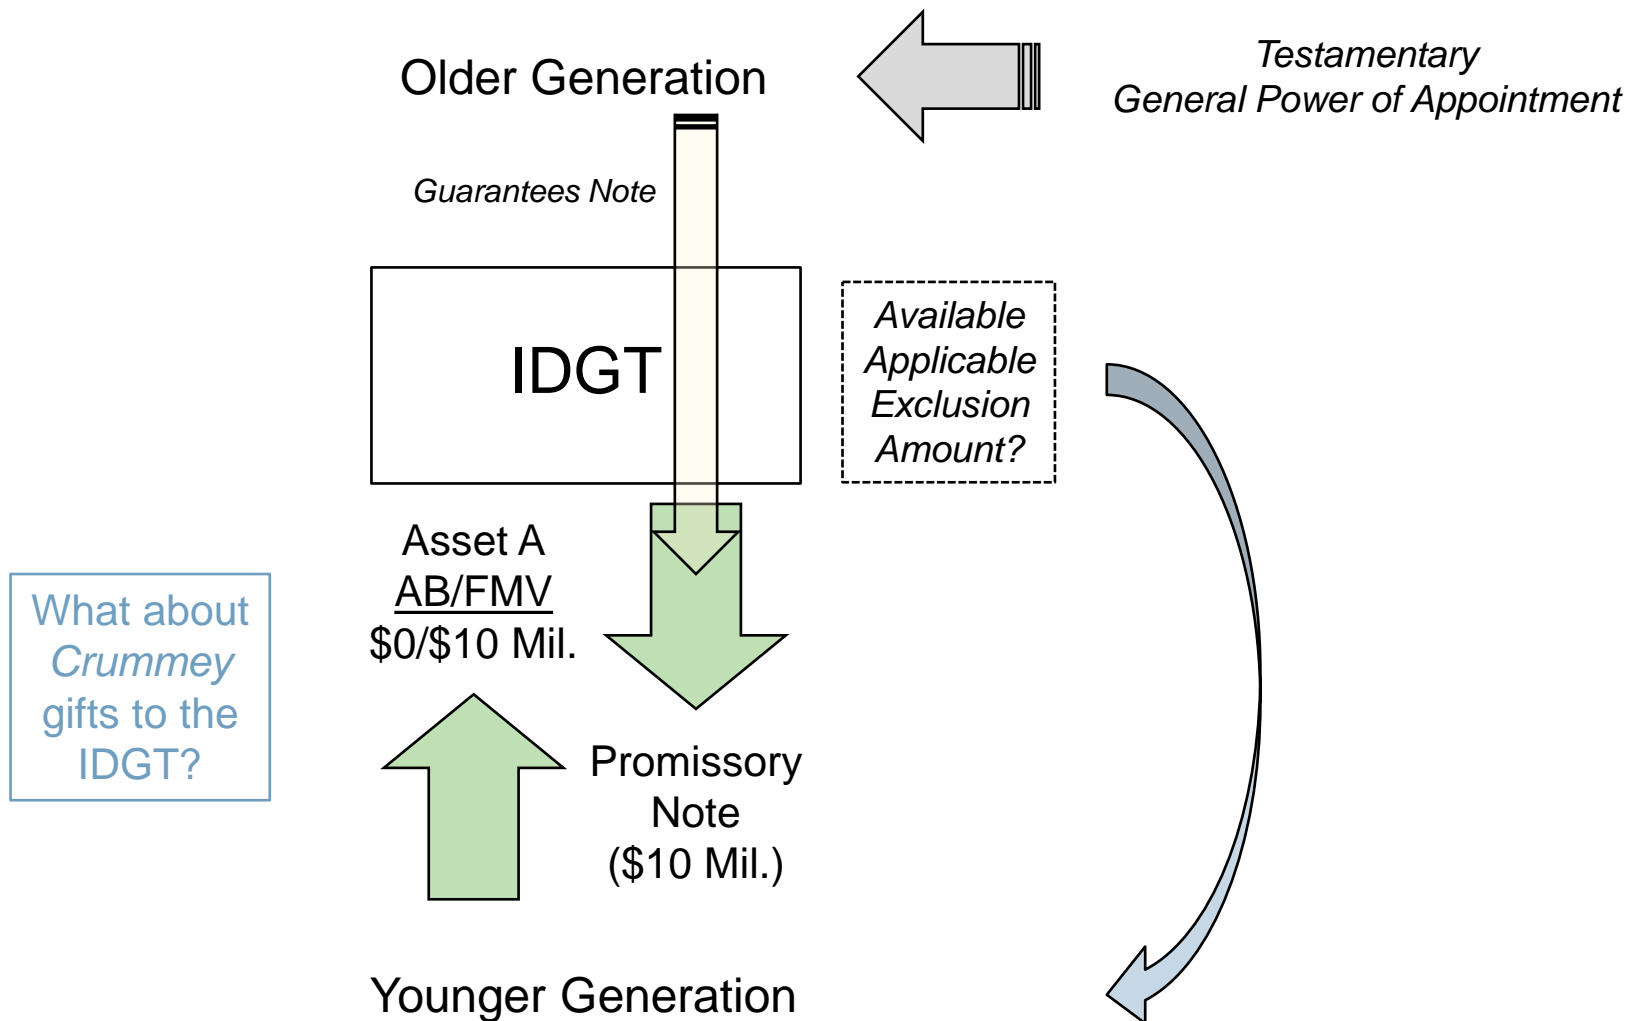 Older Generation
Testamentary
General Power of Appointment
Guarantees Note
IDGT
Available
Applicable
Exclusion
Amount?
Asset A
AB/FMV
$0/$10 Mil.
What about
Crummey
gifts to the
IDGT?
Promissory
Note
($10 Mil.)
Younger Generation